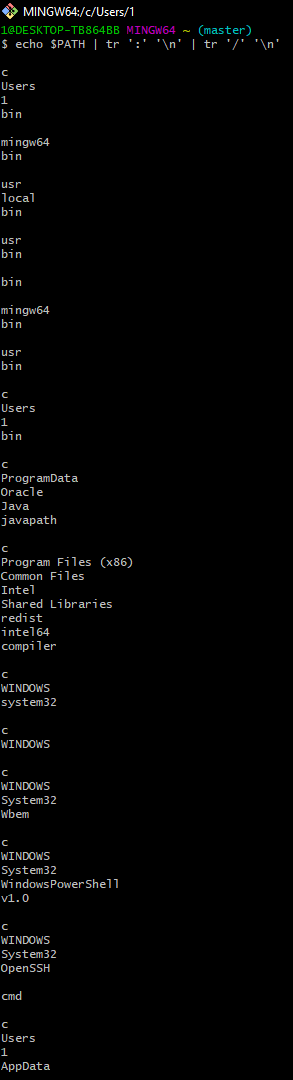 MINGW64:/c/Users/1
1@DESKTOP-TB864BB MINGW64 ~ (master)
$ echo $PATH | tr ':' '\n' | tr '/' '\n'
c
Users
1
bin
mingw64
bin
usr
local
bin
usr
bin
bin
mingw64
bin
usr
bin
c
Users
1
bin
c
ProgramData
Oracle
Java
javapath
c
Program Files (x86)
Common Files
Intel
Shared Libraries
redist
intel64
compiler
c
WINDOWS
system32
c
WINDOWS
c
WINDOWS
System32
Wbem
c
WINDOWS
System32
WindowsPowerShell
v1.0
c
WINDOWS
System32
OpenSSH
cmd
c
Users
1
AppData